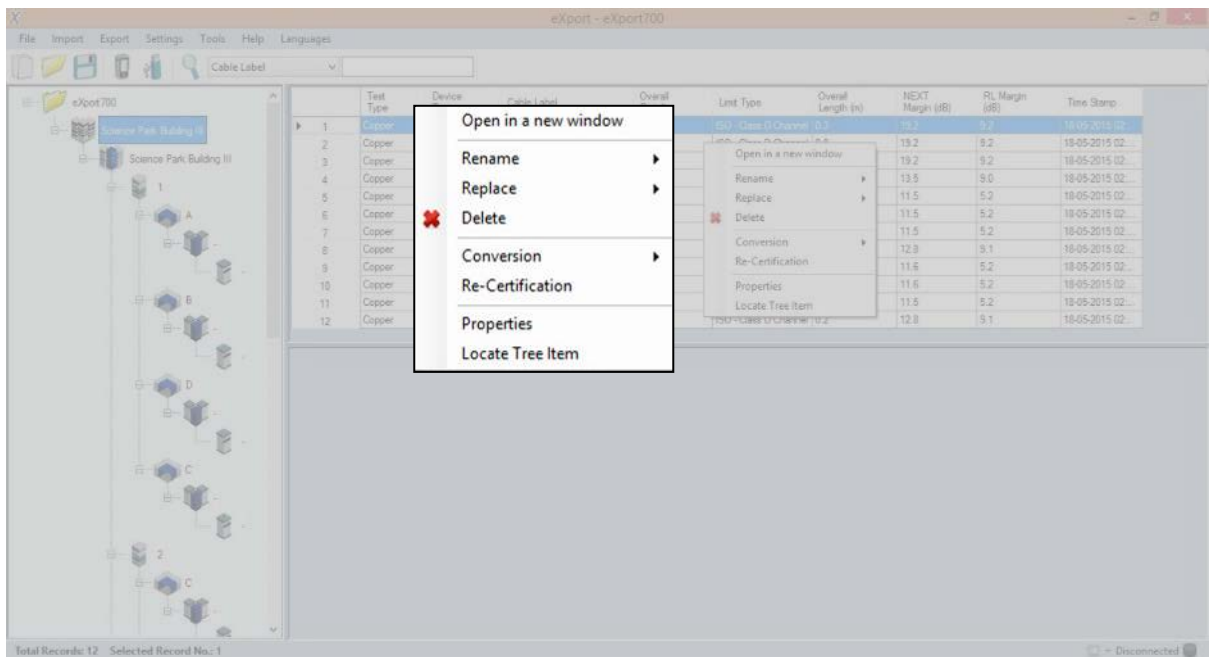 X eXport - eXport700
File Import Export Settings Tools Help Languages
Cable Label
eXport700
Science Park Building III
Science Park Building III
1
A
B
D
C
2
C
Test Type Device Cable Label Overall Limit Type Overall Length (m) NEXT Margin (dB) RL Margin (dB) Time Stamp
1 Copper ISO - Class D Channel 0.3 19.2 9.2 18-05-2015 02...
2 Copper 19.2 9.2 18-05-2015 02...
3 Copper 19.2 9.2 18-05-2015 02...
4 Copper 13.5 9.0 18-05-2015 02...
5 Copper 11.5 5.2 18-05-2015 02...
6 Copper 11.5 5.2 18-05-2015 02...
7 Copper 11.5 5.2 18-05-2015 02...
8 Copper 12.8 9.1 18-05-2015 02...
9 Copper 11.6 5.2 18-05-2015 02...
10 Copper 11.6 5.2 18-05-2015 02...
11 Copper 11.5 5.2 18-05-2015 02...
12 Copper ISO - Class D Channel 0.2 12.8 9.1 18-05-2015 02...
Open in a new window
Rename
Replace
Delete
Conversion
Re-Certification
Properties
Locate Tree Item
Open in a new window
Rename
Replace
Delete
Conversion
Re-Certification
Properties
Locate Tree Item
Total Records: 12 Selected Record No.: 1
- Disconnected